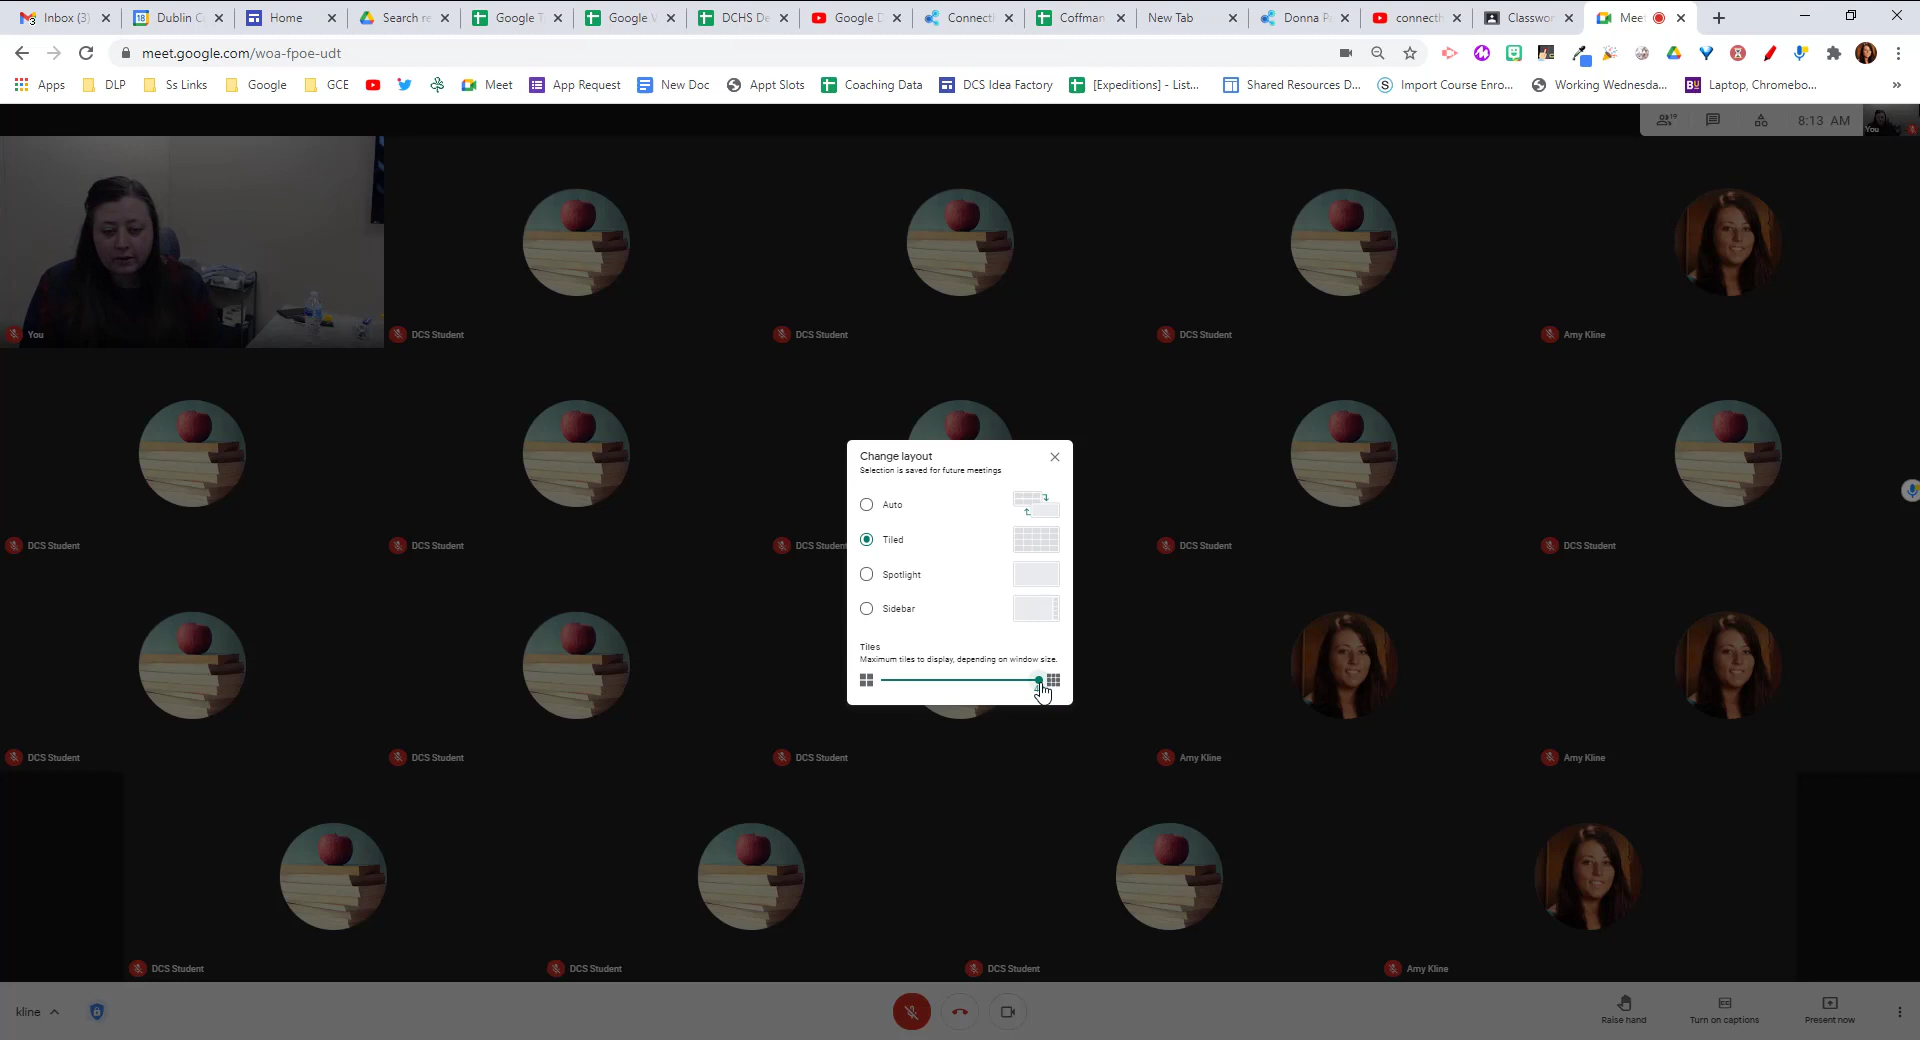 Inbox (3)
Dublin C
Home
Search re
Google T
Google V
DCHS De
Google D
ConnectI
Coffman
New Tab
Donna P
connecth
Classwor
Meet
meet.google.com/woa-fpoe-udt
Apps
DLP
Ss Links
Google
GCE
Meet
App Request
New Doc
Appt Slots
Coaching Data
DCS Idea Factory
[Expeditions] - List...
Shared Resources D...
Import Course Enro...
Working Wednesda...
Laptop, Chromebo...
»
19
8:13 AM
You
You
DCS Student
DCS Student
DCS Student
Amy Kline
DCS Student
DCS Student
DCS Student
DCS Student
DCS Student
Change layout
Selection is saved for future meetings
Auto
Tiled
Spotlight
Sidebar
Tiles
Maximum tiles to display, depending on window size.
DCS Student
DCS Student
DCS Student
Amy Kline
Amy Kline
DCS Student
DCS Student
DCS Student
Amy Kline
kline
Raise hand
Turn on captions
Present now